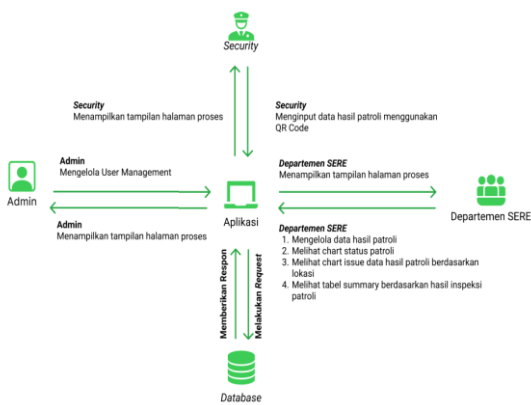 Security
Security
Menampilkan tampilan halaman proses
Security
Menginput data hasil patroli menggunakan
QR Code
Admin
Mengelola User Management
Departemen SERE
Menampilkan tampilan halaman proses
Admin
Aplikasi
Departemen SERE
Admin
Menampilkan tampilan halaman proses
Departemen SERE
1. Mengelola data hasil patroli
2. Melihat chart status patroli
3. Melihat chart issue data hasil patroli berdasarkan
lokasi
4. Melihat tabel summary berdasarkan hasil inspeksi
patroli
Memberikan Respon
Melakukan Request
Database